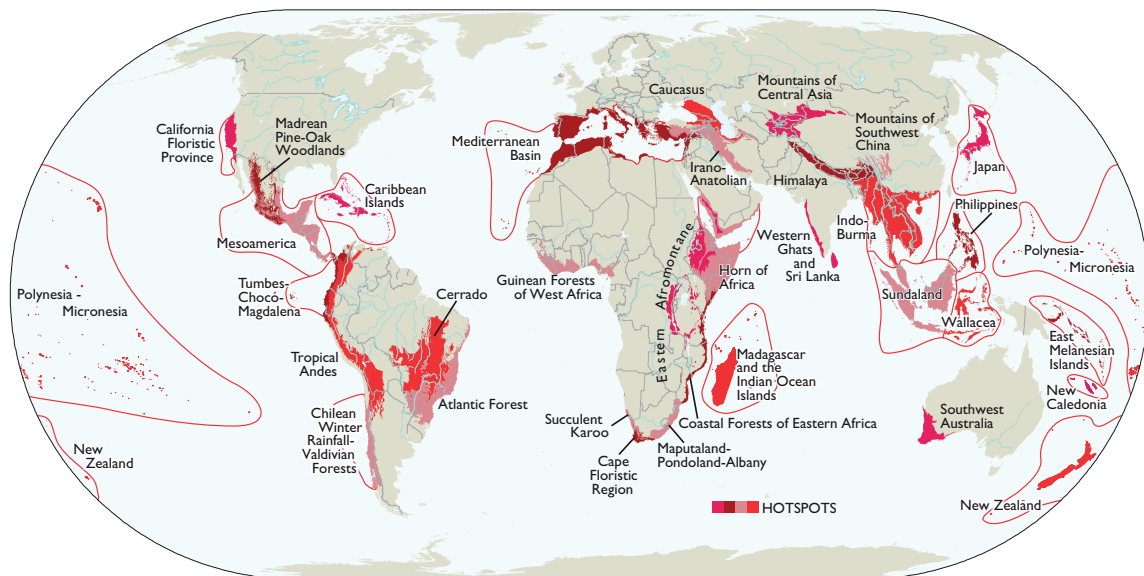 Caucasus
Mountains of
Central Asia
Mountains of
Southwest
China
California
Floristic
Province
Madrean
Pine-Oak
Woodlands
Mediterranean
Basin
Irano-
Anatolian
Himalaya
Japan
Caribbean
Islands
Philippines
Mesoamerica
Indo-
Burma
Western
Ghats
and
Sri Lanka
Polynesia-
Micronesia
Guinean Forests
of West Africa
Horn of
Africa
Eastern Afromontane
Tumbes-
Chocó-
Magdalena
Cerrado
Sundaland
Wallacea
Polynesia -
Micronesia
East
Melanesian
Islands
Tropical
Andes
Madagascar
and the
Indian Ocean
Islands
New
Caledonia
Atlantic Forest
Chilean
Winter
Rainfall-
Valdivian
Forests
Succulent
Karoo
Coastal Forests of Eastern Africa
Southwest
Australia
Cape
Floristic
Region
Maputaland-
Pondoland-Albany
New
Zealand
New Zealand
HOTSPOTS